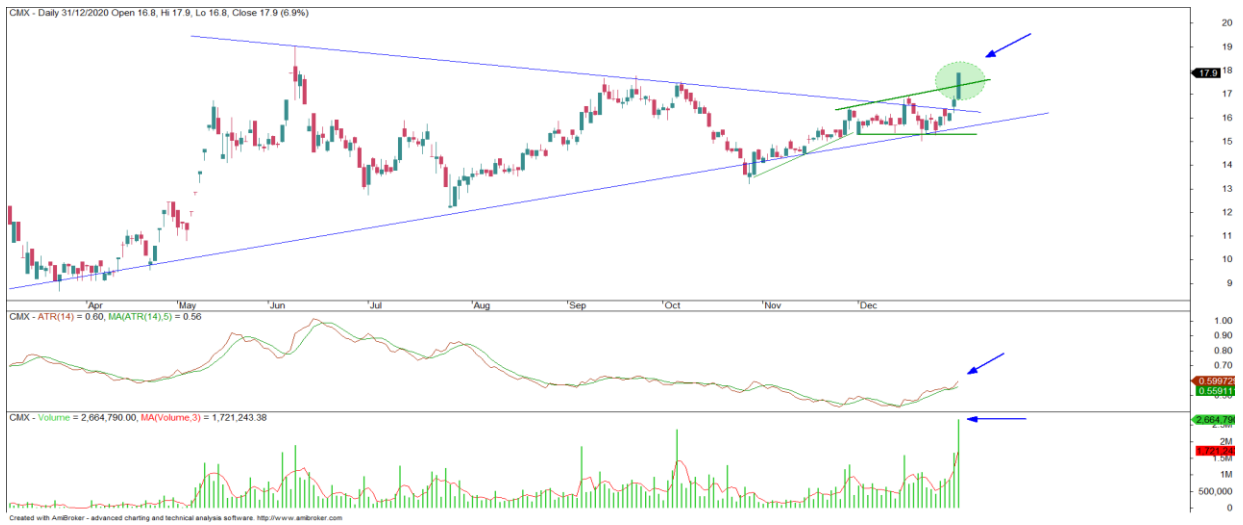 CMX - Daily 31/12/2020 Open 16.8, Hi 17.9, Lo 16.8, Close 17.9 (6.9%)
20
19
18
17.9
17
16
15
14
13
12
11
10
9
Apr May Jun Jul Aug Sep Oct Nov Dec
CMX - ATR(14) = 0.60, MA(ATR(14),5) = 0.56
1.00
0.90
0.80
0.70
0.599725
0.559111
CMX - Volume = 2,664,790.00, MA(Volume,3) = 1,721,243.38
2,664,790
2M
1.5M
1M
500,000
0
Created with AmiBroker - advanced charting and technical analysis software. http://www.amibroker.com